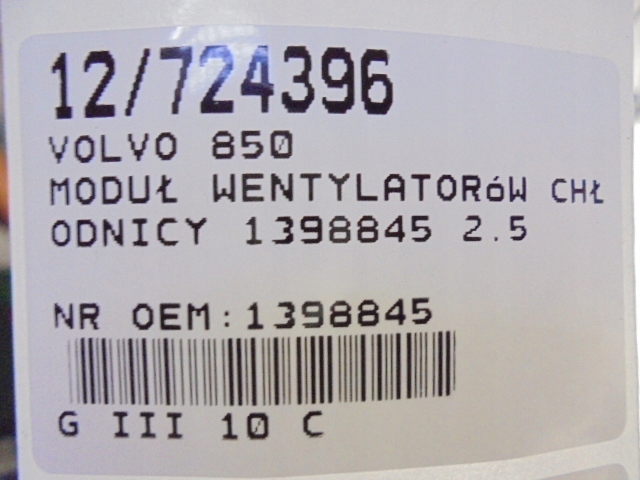 12/724396
VOLVO 850
MODUŁ WENTYLATORóW CHŁ
ODNICY 1398845 2.5
NR OEM:1398845
G III 10 C